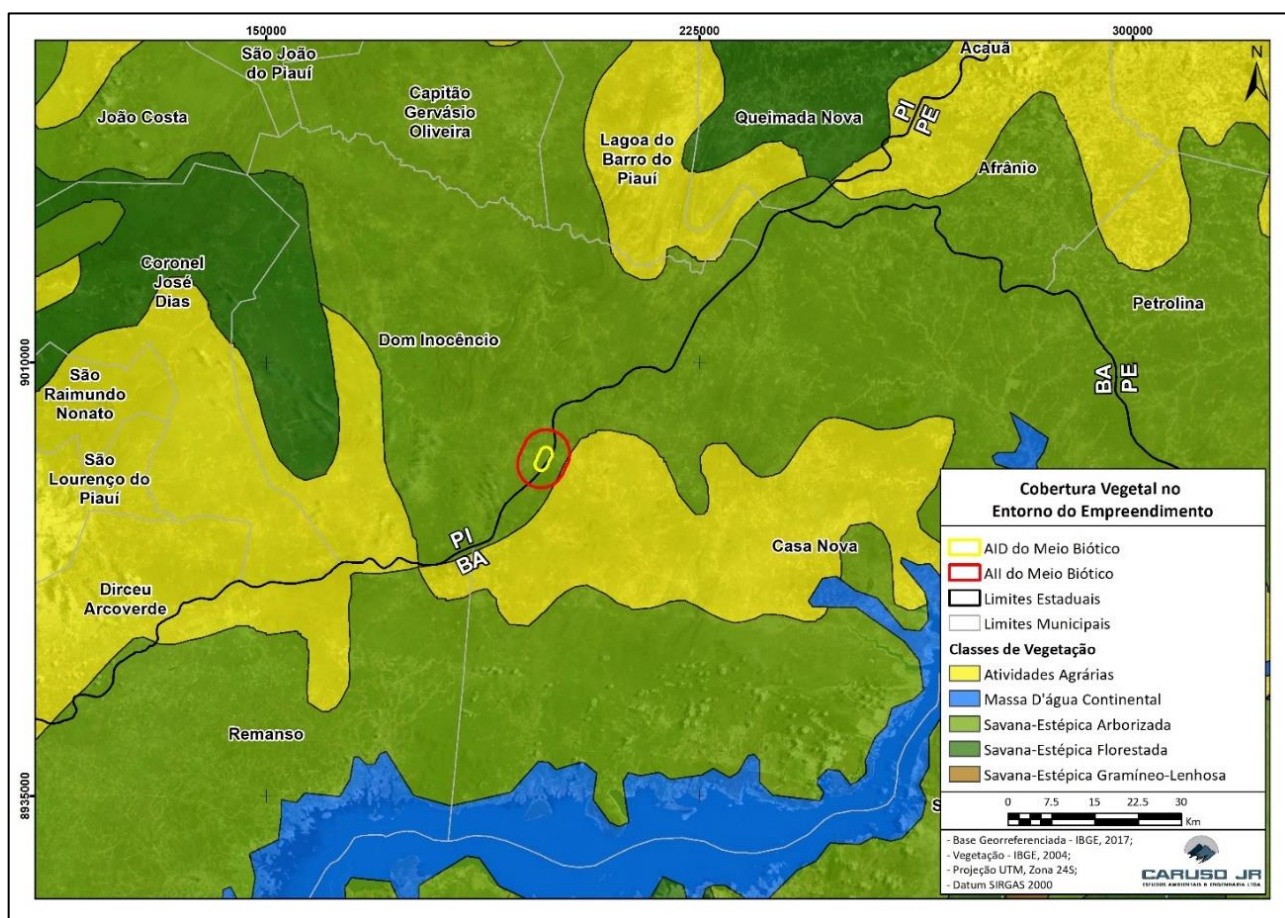 150000
225000
300000
São João
do Piauí
Acauã
N
João Costa
Capitão
Gervásio
Oliveira
Queimada Nova
PI
PE
Lagoa do
Barro do
Piauí
Afrânio
Coronel
José
Dias
Petrolina
Dom Inocêncio
9010000
São
Raimundo
Nonato
BA
PE
São
Lourenço do
Piauí
PI
BA
Casa Nova
Dirceu
Arcoverde
Remanso
8935000
S
Cobertura Vegetal no
Entorno do Empreendimento
AID do Meio Biótico
AII do Meio Biótico
Limites Estaduais
Limites Municipais
Classes de Vegetação
Atividades Agrárias
Massa D'água Continental
Savana-Estépica Arborizada
Savana-Estépica Florestada
Savana-Estépica Gramíneo-Lenhosa
0 7.5 15 22.5 30
Km
- Base Georreferenciada - IBGE, 2017;
- Vegetação - IBGE, 2004;
- Projeção UTM, Zona 24S;
- Datum SIRGAS 2000
CARUSO JR
ESTUDOS AMBIENTAIS & ENGENHARIA LTDA